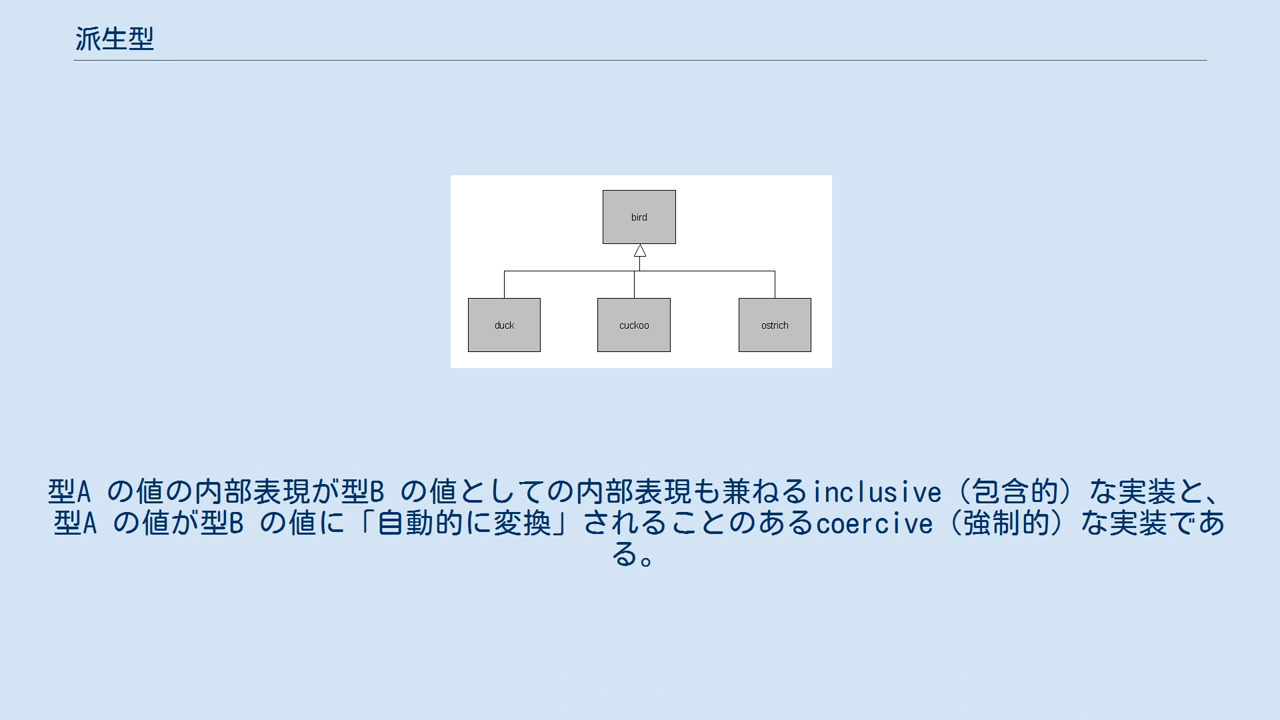 派生型
bird
duck
cuckoo
ostrich
型A の値の内部表現が型B の値としての内部表現も兼ねるinclusive（包含的）な実装と、
型A の値が型B の値に「自動的に変換」されることのあるcoercive（強制的）な実装であ
る。